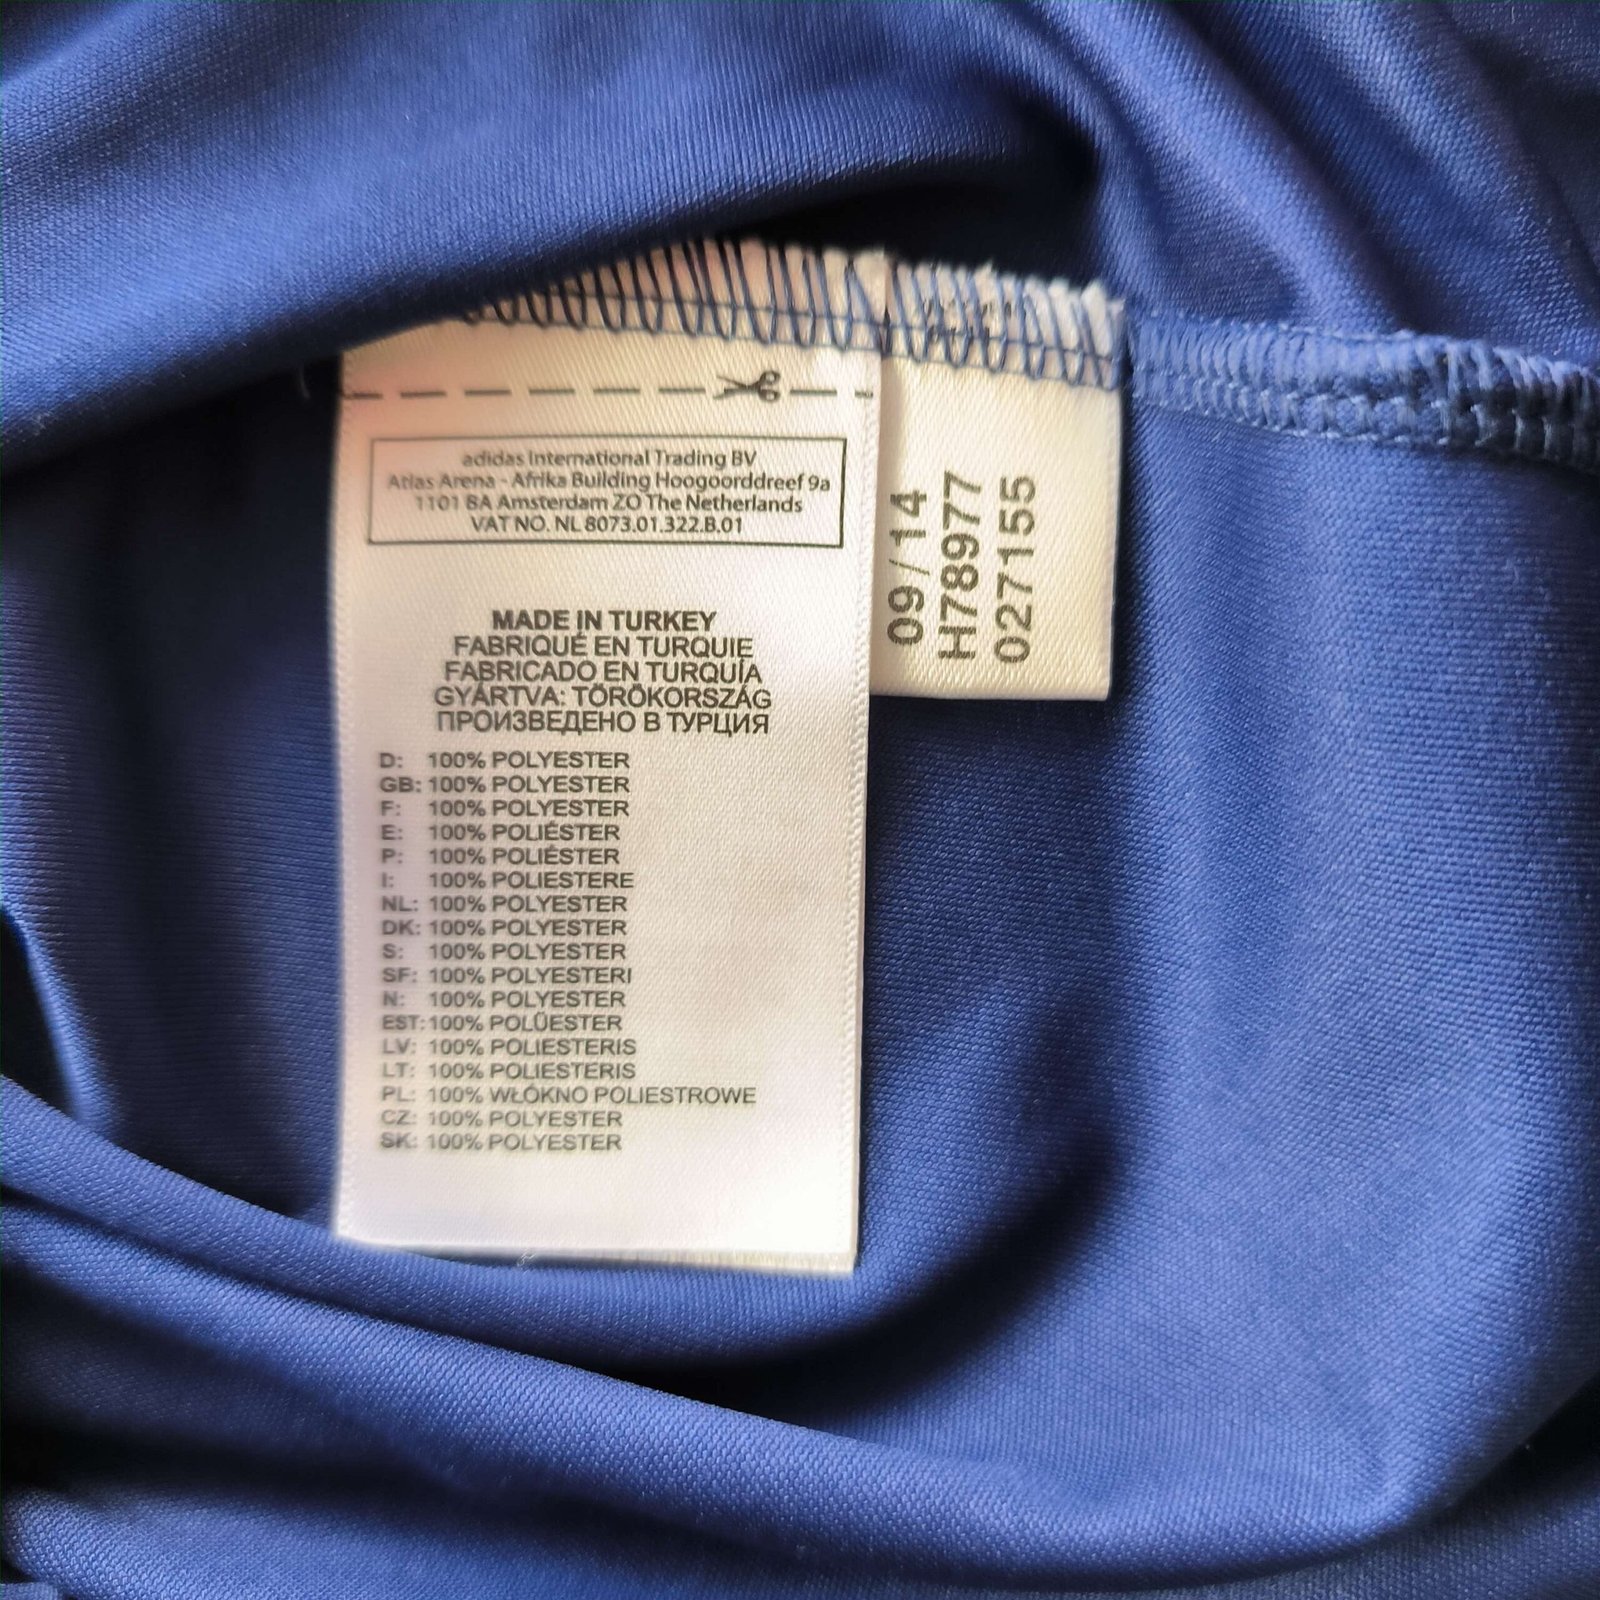 adidas International Trading BV
Atlas Arena - Afrika Building Hoogoorddreef 9a
1101 BA Amsterdam ZO The Netherlands
VAT NO. NL 8073.01.322.B.01
MADE IN TURKEY
FABRIQUÉ EN TURQUIE
FABRICADO EN TURQUÍA
GYÁRTVA: TÖRÖKORSZÁG
ПРОИЗВЕДЕНО В ТУРЦИЯ
D: 100% POLYESTER
GB: 100% POLYESTER
F: 100% POLYESTER
E: 100% POLIÉSTER
P: 100% POLIÉSTER
I: 100% POLIESTERE
NL: 100% POLYESTER
DK: 100% POLYESTER
S: 100% POLYESTER
SF: 100% POLYESTERI
N: 100% POLYESTER
EST: 100% POLÜESTER
LV: 100% POLIESTERIS
LT: 100% POLIESTERIS
PL: 100% WŁÓKNO POLIESTROWE
CZ: 100% POLYESTER
SK: 100% POLYESTER
09/14
H78977
027155